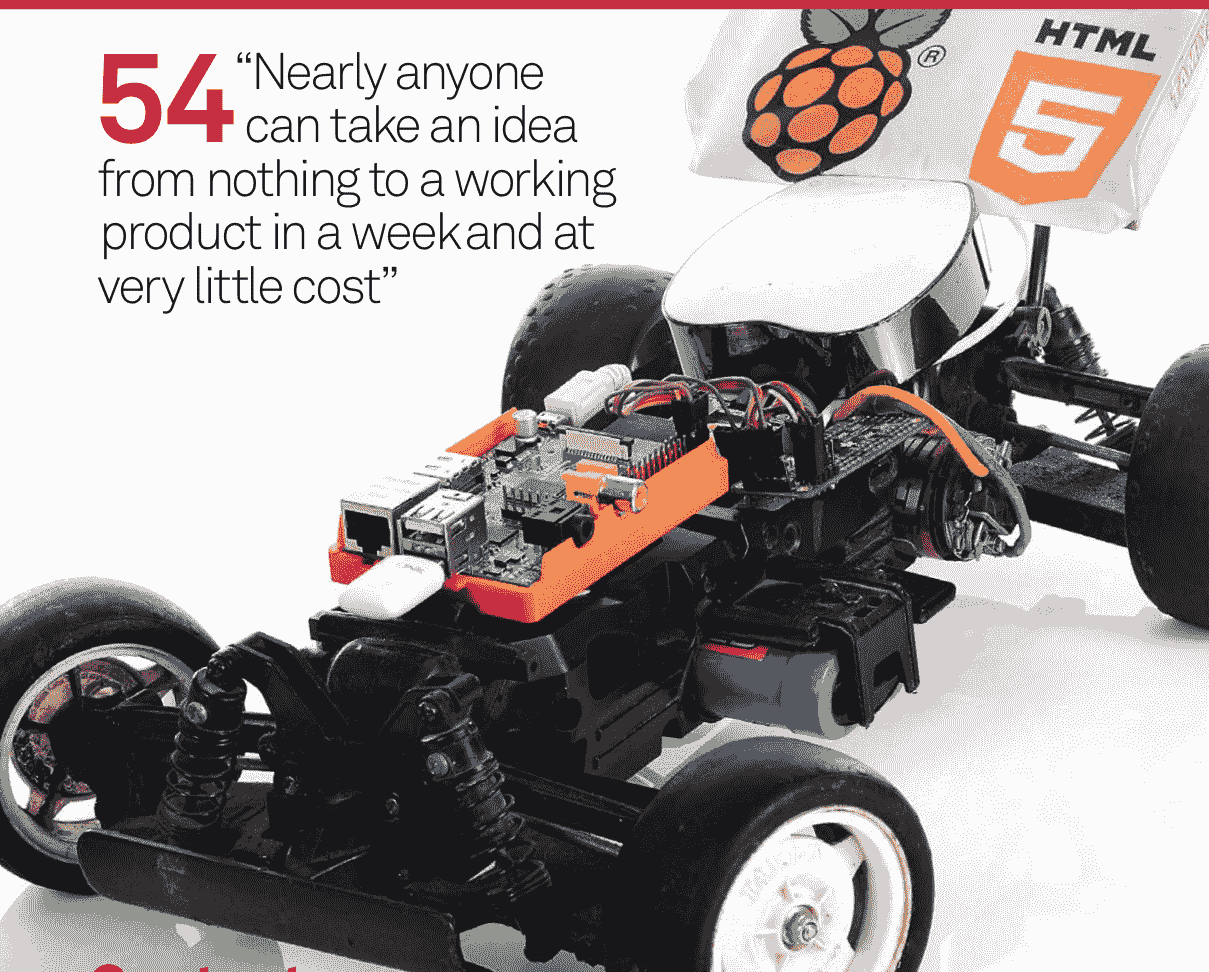 54 “Nearly anyone
can take an idea
from nothing to a working
product in a week and at
very little cost”
®
HTML
5